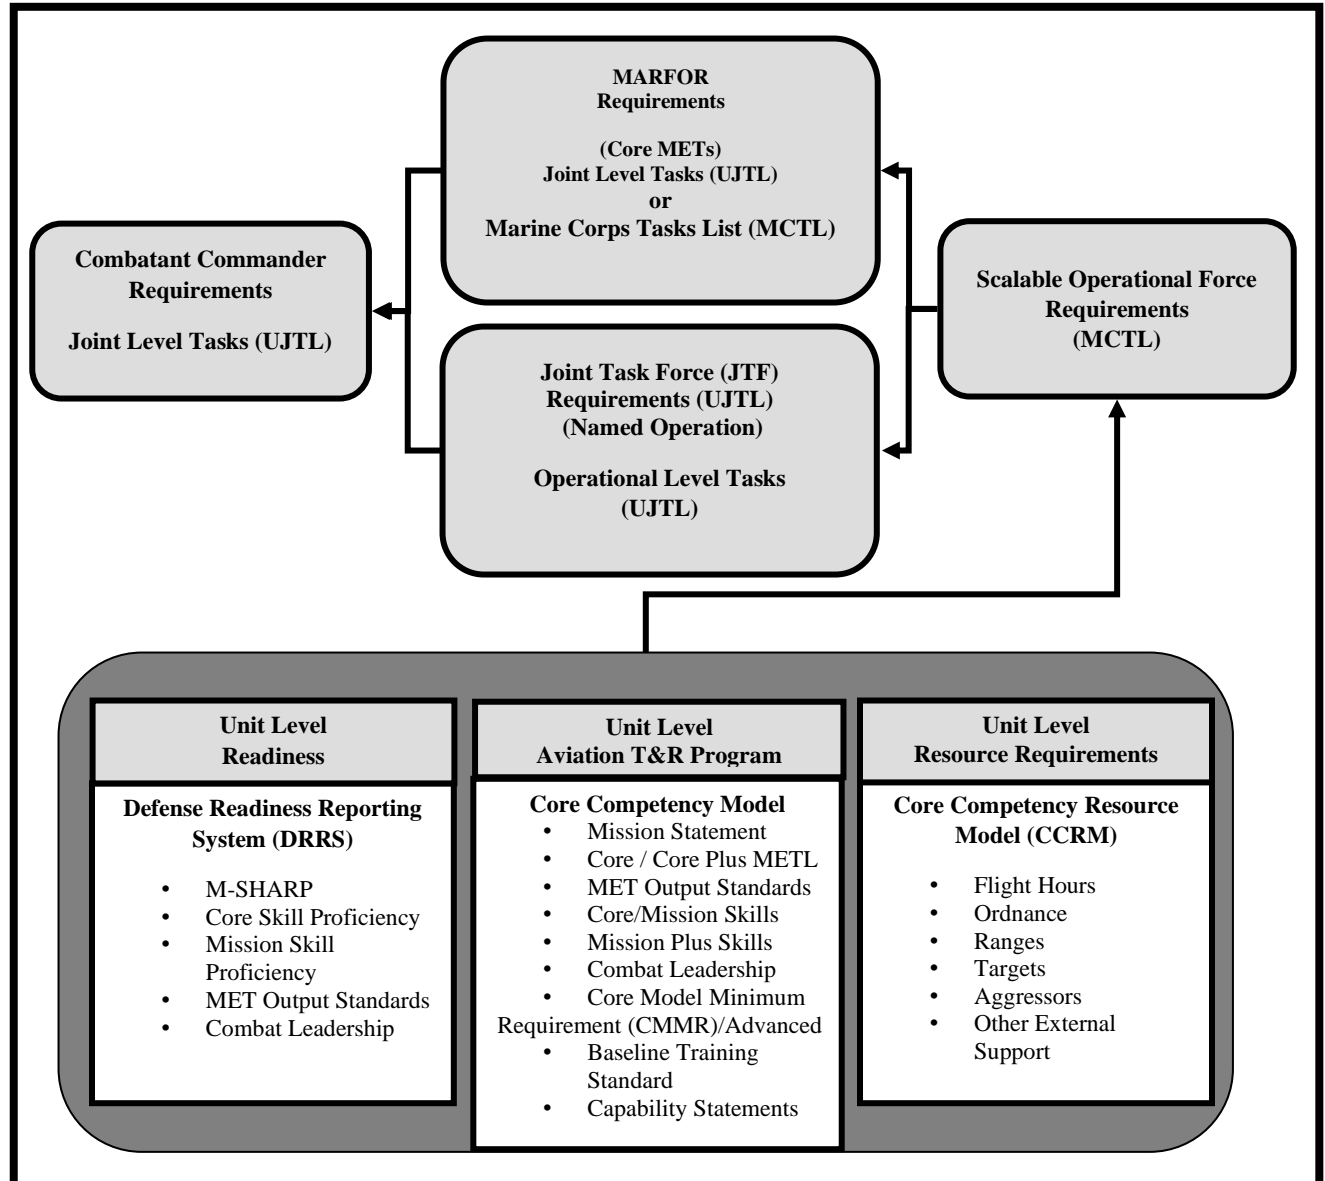 MARFOR
Requirements
(Core METs)
Joint Level Tasks (UJTL)
or
Marine Corps Tasks List (MCTL)
Combatant Commander
Requirements
Joint Level Tasks (UJTL)
Scalable Operational Force
Requirements
(MCTL)
Joint Task Force (JTF)
Requirements (UJTL)
(Named Operation)
Operational Level Tasks
(UJTL)
Unit Level
Readiness
Defense Readiness Reporting
System (DRRS)
• M-SHARP
• Core Skill Proficiency
• Mission Skill
Proficiency
• MET Output Standards
• Combat Leadership
Unit Level
Aviation T&R Program
Core Competency Model
• Mission Statement
• Core / Core Plus METL
• MET Output Standards
• Core/Mission Skills
• Mission Plus Skills
• Combat Leadership
• Core Model Minimum
Requirement (CMMR)/Advanced
• Baseline Training
Standard
• Capability Statements
Unit Level
Resource Requirements
Core Competency Resource
Model (CCRM)
• Flight Hours
• Ordnance
• Ranges
• Targets
• Aggressors
• Other External
Support